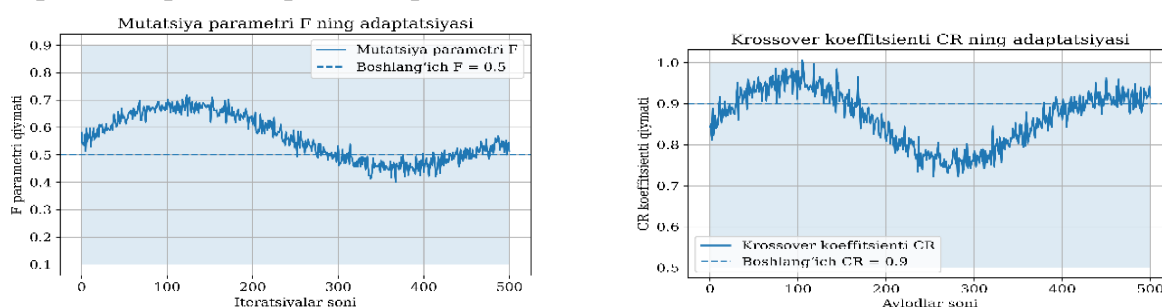 Mutatsiya parametri F ning adaptatsiyasi
0.9
0.8
0.7
0.6
0.5
0.4
0.3
0.2
0.1
F parametri qiymati
Mutatsiya parametri F
Boshlang‘ich F = 0.5
0
100
200
300
400
500
Iteratsiyalar soni
Krossover koeffitsienti CR ning adaptatsiyasi
1.0
0.9
0.8
0.7
0.6
0.5
CR koeffitsienti qiymati
Krossover koeffitsienti CR
Boshlang‘ich CR = 0.9
0
100
200
300
400
500
Avlodlar soni